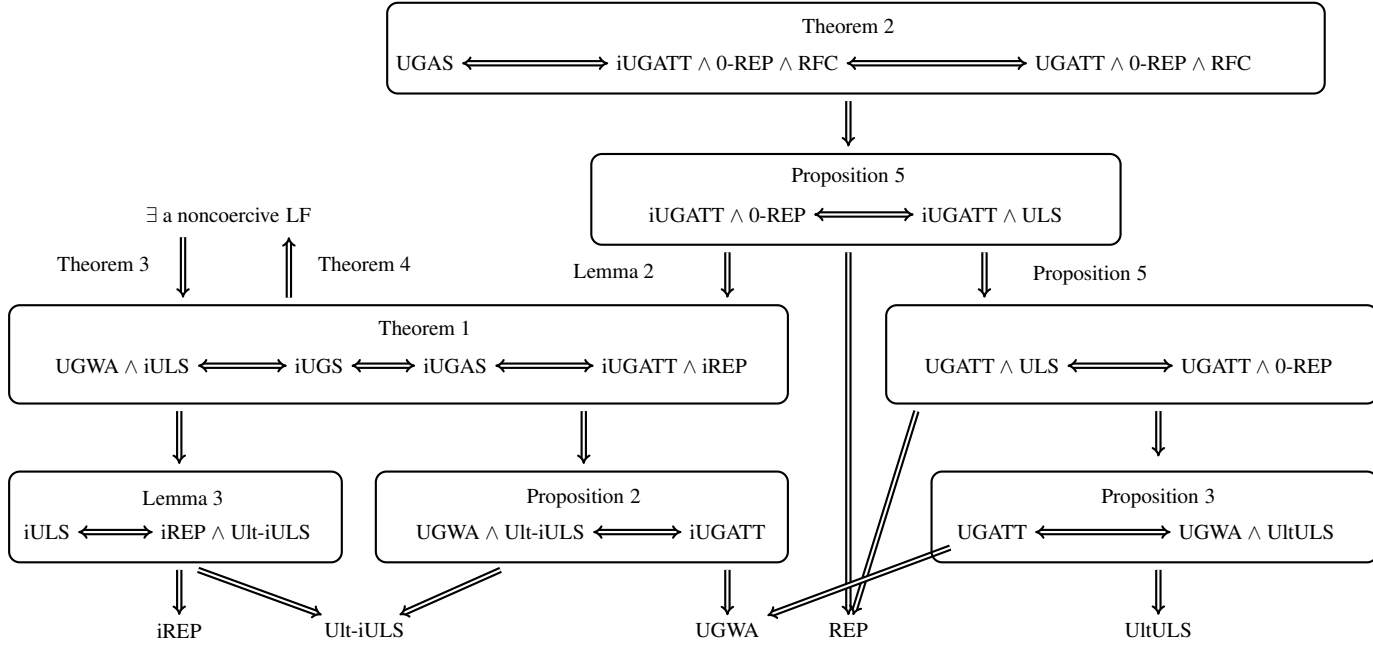 Theorem 2
UGAS iUGATT ∧ 0-REP ∧ RFC UGATT ∧ 0-REP ∧ RFC
Proposition 5
iUGATT ∧ 0-REP iUGATT ∧ ULS
∃ a noncoercive LF
Theorem 3 Theorem 4 Lemma 2 Proposition 5
Theorem 1
UGWA ∧ iULS iUGS iUGAS iUGATT ∧ iREP
UGATT ∧ ULS UGATT ∧ 0-REP
Lemma 3
iULS iREP ∧ Ult-iULS
Proposition 2
UGWA ∧ Ult-iULS iUGATT
Proposition 3
UGATT UGWA ∧ UltULS
iREP Ult-iULS UGWA REP UltULS